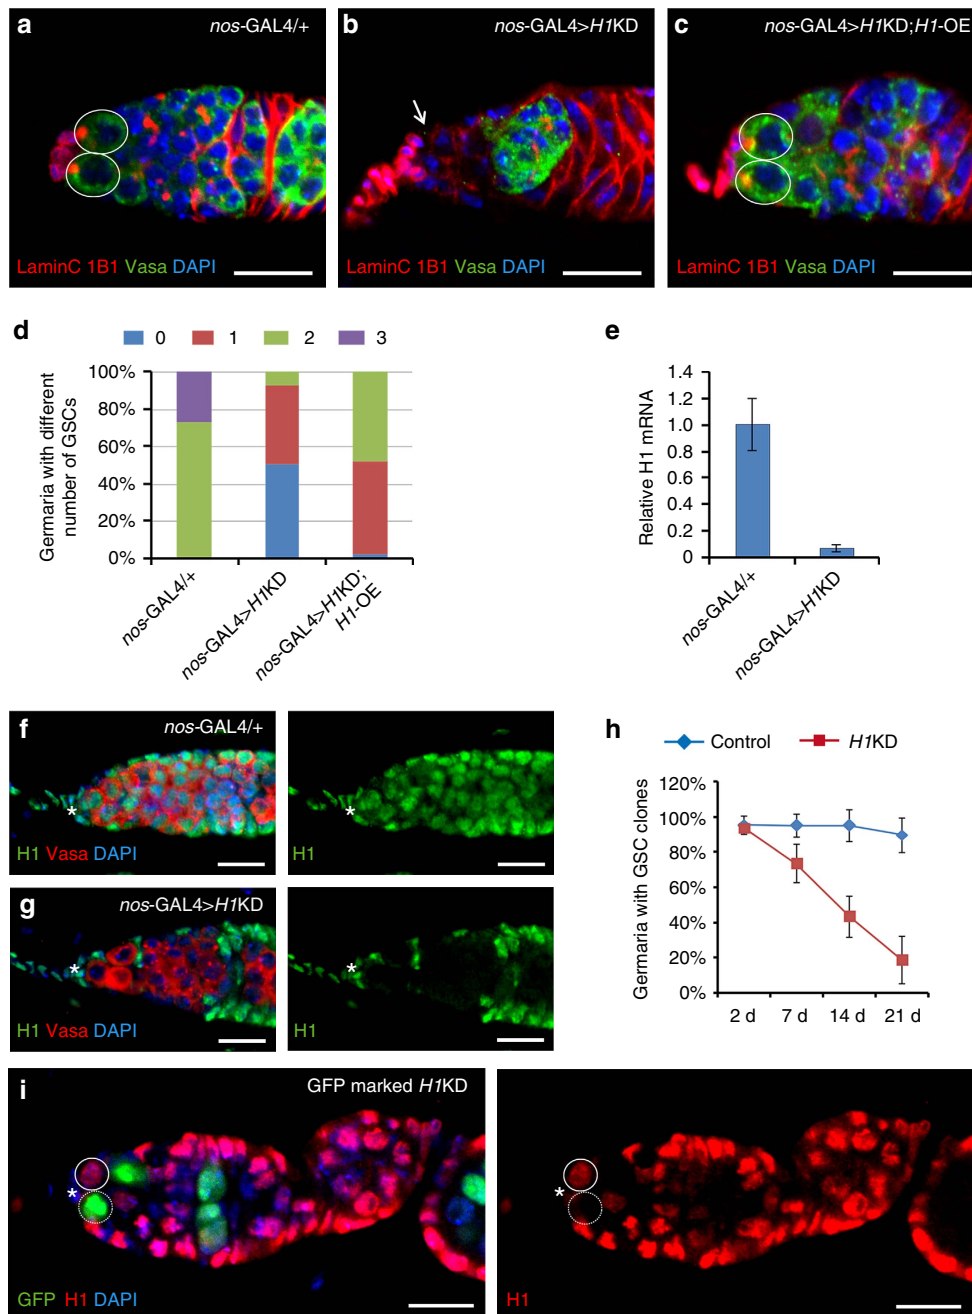 a nos-GAL4/+
LaminC 1B1 Vasa DAPI
b nos-GAL4>H1KD
LaminC 1B1 Vasa DAPI
c nos-GAL4>H1KD;H1-OE
LaminC 1B1 Vasa DAPI
d
0 1 2 3
Germaria with different
number of GSCs
100%
80%
60%
40%
20%
0%
nos-GAL4/+
nos-GAL4>H1KD
nos-GAL4>H1KD;
H1-OE
e
Relative H1 mRNA
1.4
1.2
1.0
0.8
0.6
0.4
0.2
0
nos-GAL4/+
nos-GAL4>H1KD
f nos-GAL4/+
*
H1 Vasa DAPI
*
H1
g nos-GAL4>H1KD
*
H1 Vasa DAPI
*
H1
h
Control H1KD
Germaria with GSC clones
120%
100%
80%
60%
40%
20%
0%
2 d 7 d 14 d 21 d
i GFP marked H1KD
*
GFP H1 DAPI
*
H1